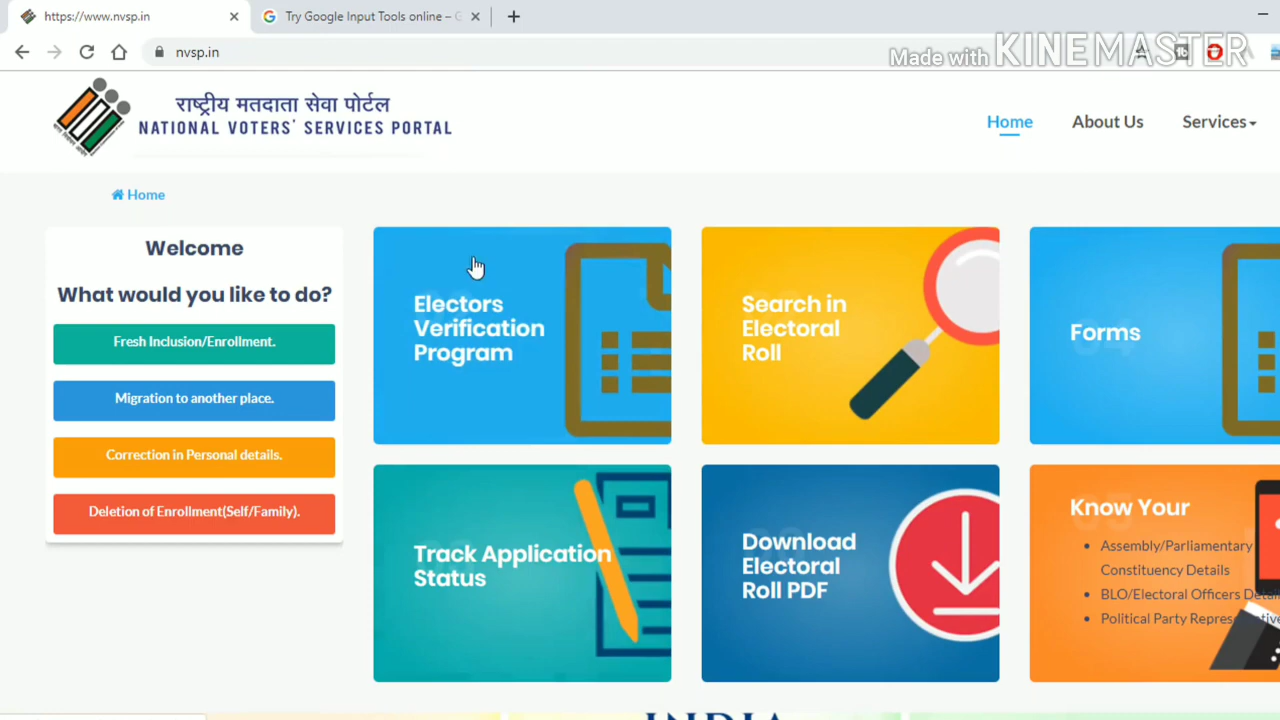 https://www.nvsp.in
Try Google Input Tools online – G
nvsp.in
Made with KINEMASTER
राष्ट्रीय मतदाता सेवा पोर्टल
NATIONAL VOTERS' SERVICES PORTAL
Home
About Us
Services
Home
Welcome
What would you like to do?
Fresh Inclusion/Enrollment.
Migration to another place.
Correction in Personal details.
Deletion of Enrollment(Self/Family).
Electors
Verification
Program
Search in
Electoral
Roll
Forms
Track Application
Status
Download
Electoral
Roll PDF
Know Your
Assembly/Parliamentary
Constituency Details
BLO/Electoral Officers Details
Political Party
INDIA